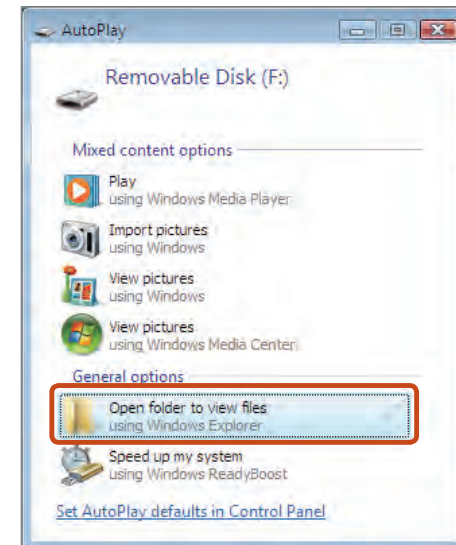 AutoPlay
Removable Disk (F:)
Mixed content options
Play
using Windows Media Player
Import pictures
using Windows
View pictures
using Windows
View pictures
using Windows Media Center
General options
Open folder to view files
using Windows Explorer
Speed up my system
using Windows ReadyBoost
Set AutoPlay defaults in Control Panel